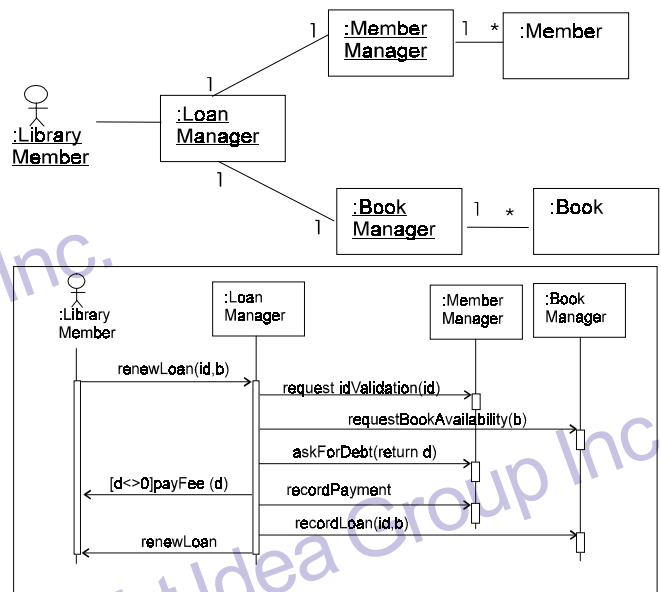 1
:Member
Manager
1
*
:Member
1
:Loan
Manager
:Library
Member
1
1
:Book
Manager
1
*
:Book
Inc.
:Library
Member
:Loan
Manager
:Member
Manager
:Book
Manager
renewLoan(id,b)
request idValidation(id)
requestBookAvailability(b)
askForDebt(return d)
[d<>0]payFee (d)
recordPayment
recordLoan(id,b)
renewLoan
Idea Group Inc